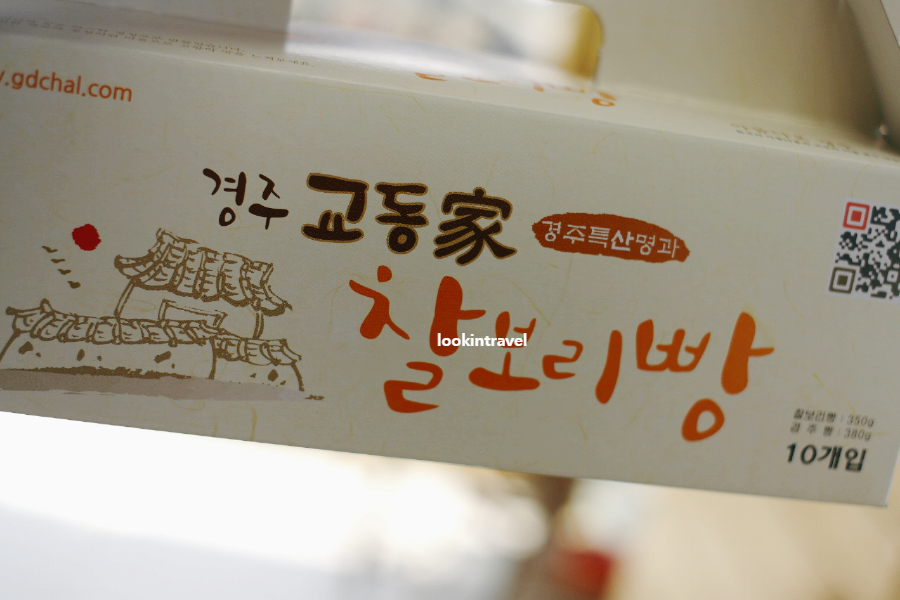 .gdchal.com
경주 교동家 경주특산명과
찰보리빵
lookintravel
찰보리빵 : 350g
경 주 빵 : 380g
10개입